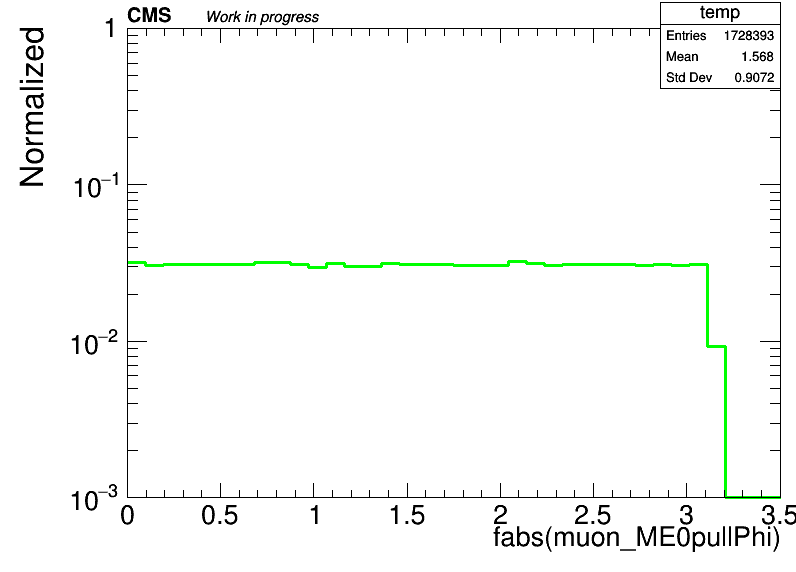 CMS Work in progress
temp
Entries 1728393
Mean 1.568
Std Dev 0.9072
Normalized
1
10⁻¹
10⁻²
10⁻³
0 0.5 1 1.5 2 2.5 3 3.5
fabs(muon_ME0pullPhi)